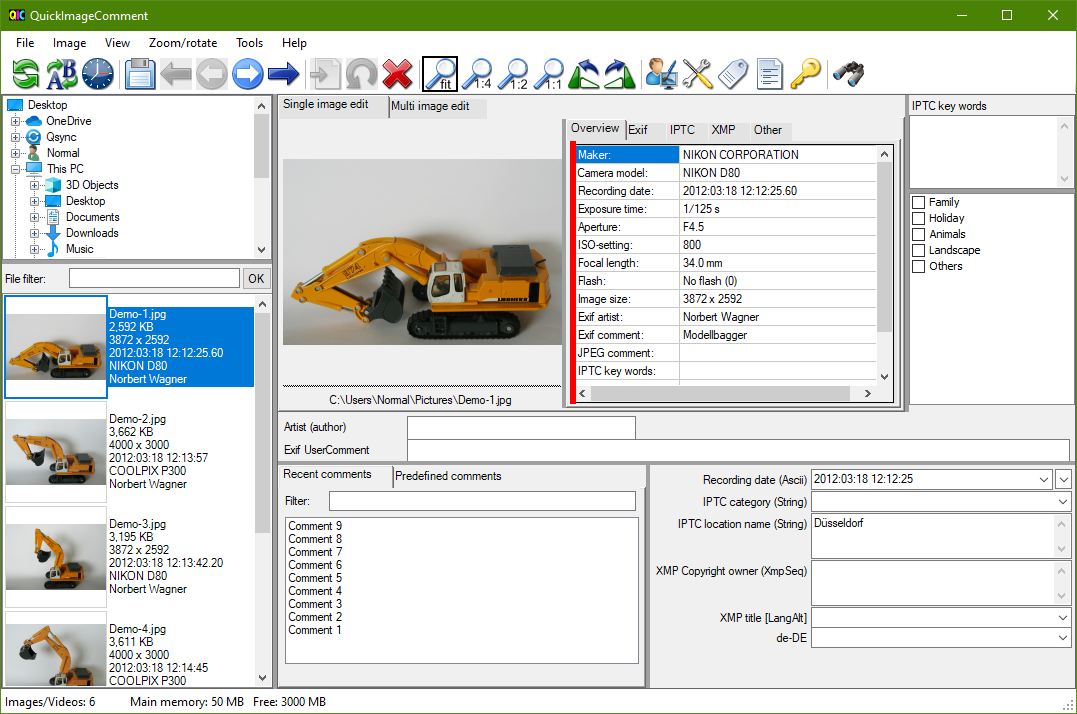 QIC QuickImageComment
File Image View Zoom/rotate Tools Help
AB fit 1:4 1:2 1:1
Desktop
OneDrive
Qsync
Normal
This PC
3D Objects
Desktop
Documents
Downloads
Music
File filter: OK
Demo-1.jpg
2,592 KB
3872 x 2592
2012:03:18 12:12:25.60
NIKON D80
Norbert Wagner
Demo-2.jpg
3,662 KB
4000 x 3000
2012:03:18 12:13:57
COOLPIX P300
Norbert Wagner
Demo-3.jpg
3,195 KB
3872 x 2592
2012:03:18 12:13:42.20
NIKON D80
Norbert Wagner
Demo-4.jpg
3,611 KB
4000 x 3000
2012:03:18 12:14:45
COOLPIX P300
Single image edit Multi image edit
974
LIEBHERR
C:\Users\Normal\Pictures\Demo-1.jpg
Overview Exif IPTC XMP Other
Maker: NIKON CORPORATION
Camera model: NIKON D80
Recording date: 2012:03:18 12:12:25.60
Exposure time: 1/125 s
Aperture: F4.5
ISO-setting: 800
Focal length: 34.0 mm
Flash: No flash (0)
Image size: 3872 x 2592
Exif artist: Norbert Wagner
Exif comment: Modellbagger
JPEG comment:
IPTC key words:
IPTC key words
Family
Holiday
Animals
Landscape
Others
Artist (author)
Exif UserComment
Recent comments Predefined comments
Filter:
Comment 9
Comment 8
Comment 7
Comment 6
Comment 5
Comment 4
Comment 3
Comment 2
Comment 1
Recording date (Ascii) 2012:03:18 12:12:25
IPTC category (String)
IPTC location name (String) Düsseldorf
XMP Copyright owner (XmpSeq)
XMP title [LangAlt]
de-DE
Images/Videos: 6 Main memory: 50 MB Free: 3000 MB